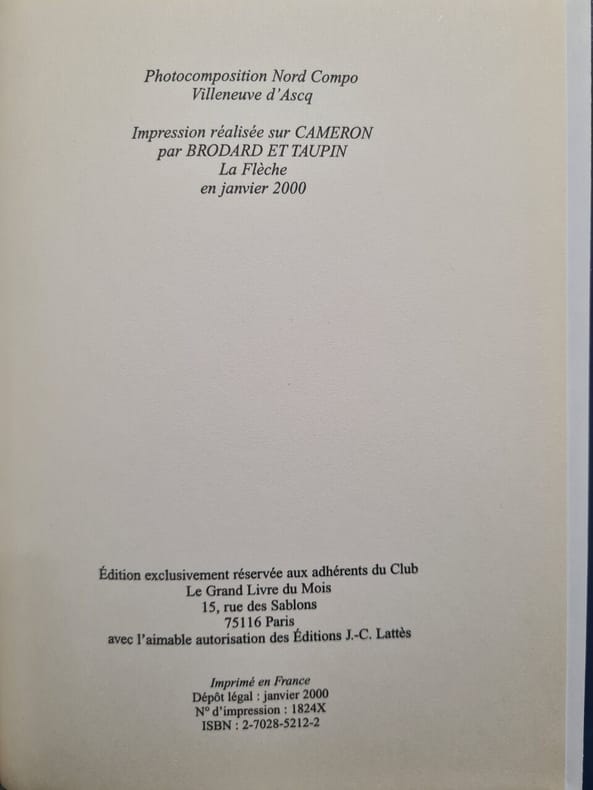 Photocomposition Nord Compo
Villeneuve d'Ascq
Impression réalisée sur CAMERON
par BRODARD ET TAUPIN
La Flèche
en janvier 2000
Édition exclusivement réservée aux adhérents du Club
Le Grand Livre du Mois
15, rue des Sablons
75116 Paris
avec l'aimable autorisation des Éditions J.-C. Lattès
Imprimé en France
Dépôt légal : janvier 2000
N° d'impression : 1824X
ISBN : 2-7028-5212-2